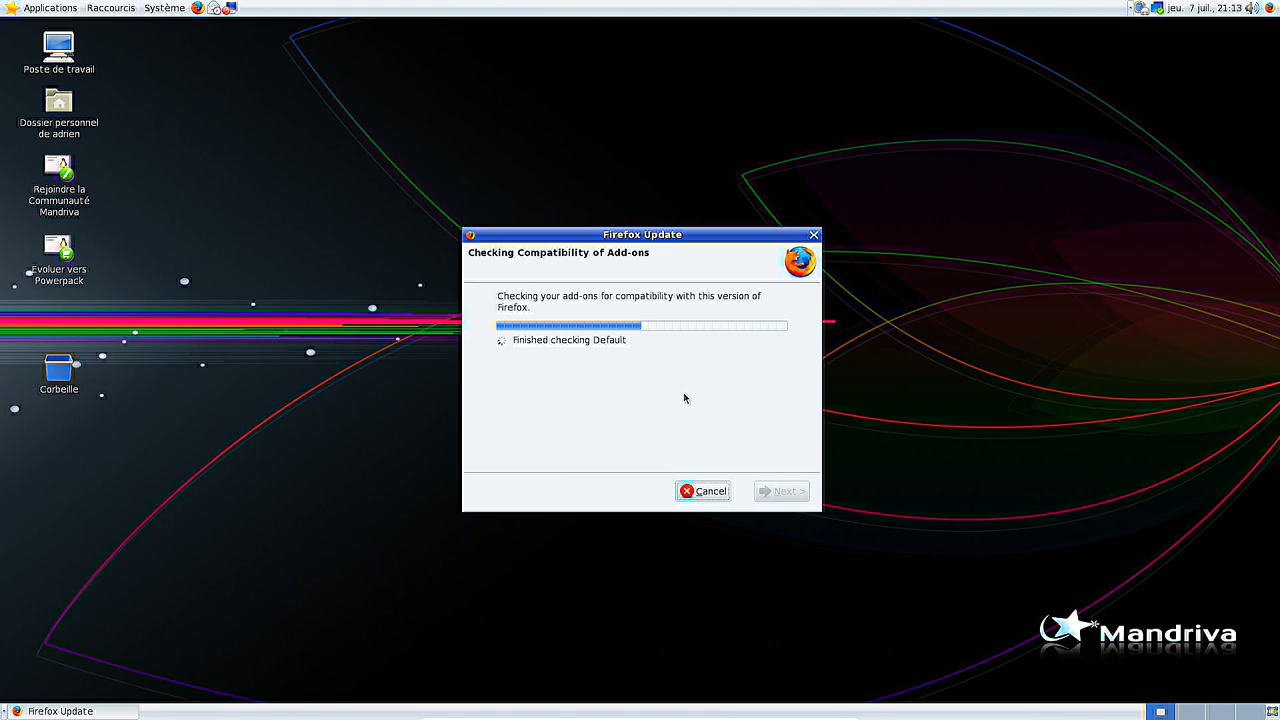 Applications Raccourcis Système
jeu. 7 juil., 21:13
Poste de travail
Dossier personnel
de adrien
Rejoindre la
Communauté
Mandriva
Evoluer vers
Powerpack
Corbeille
Firefox Update
Checking Compatibility of Add-ons
Checking your add-ons for compatibility with this version of
Firefox.
Finished checking Default
Cancel
Next >
Mandriva
Firefox Update